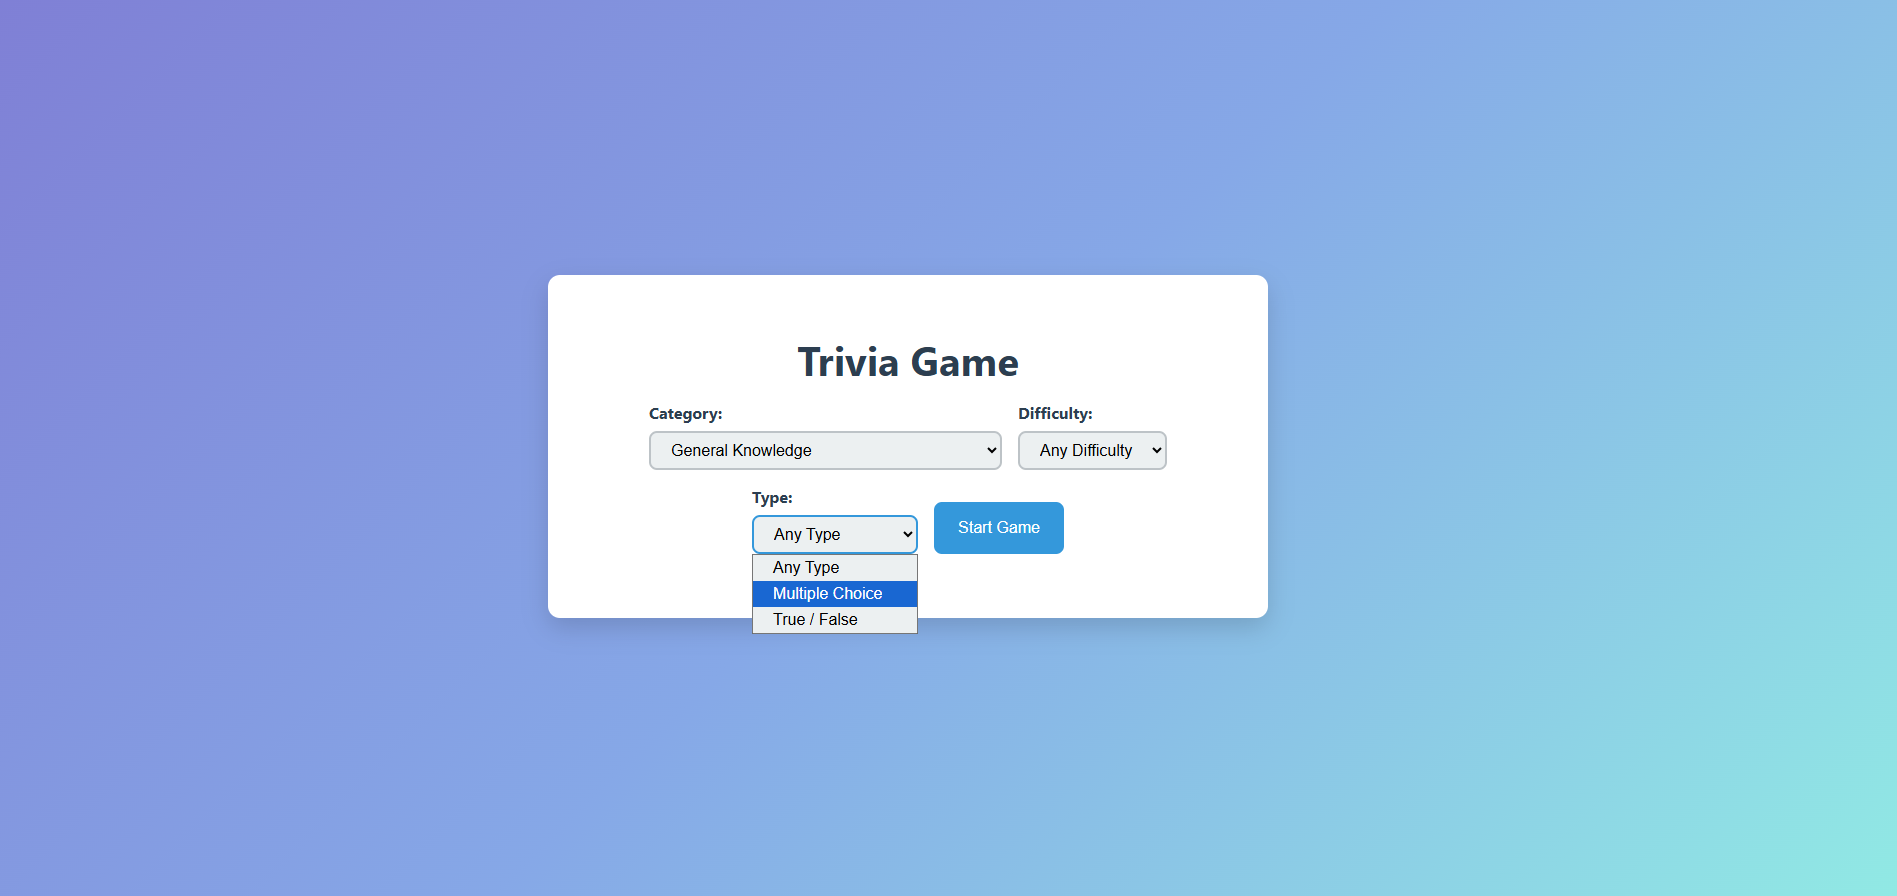 Trivia Game
Category:
Difficulty:
General Knowledge
Any Difficulty
Type:
Any Type
Start Game
Any Type
Multiple Choice
True / False